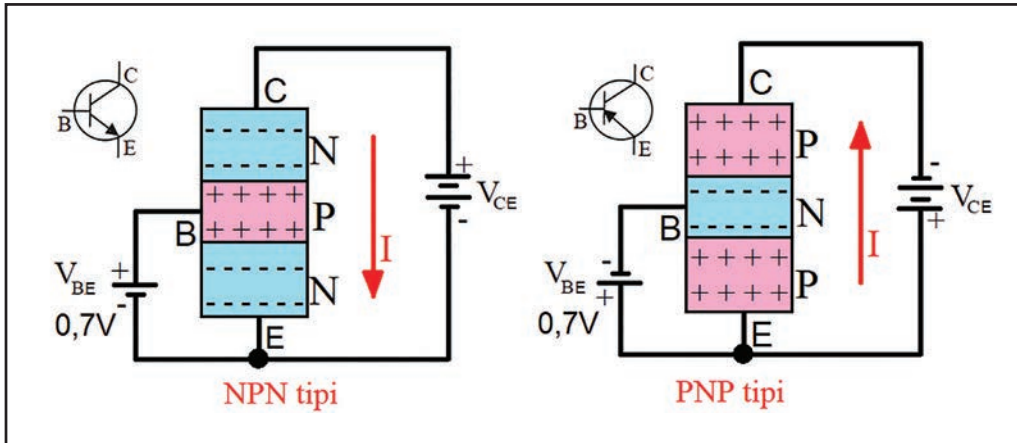 C
B
E
C
N
- - - - -
- - - - -
+ + + +
P
+ + + +
B
- - - - -
N
- - - - -
E
I
+
V_CE
-
+
V_BE
-
0,7V
NPN tipi
C
B
E
C
+ + + +
P
+ + + +
- - - - -
N
- - - - -
B
+ + + +
P
+ + + +
E
I
-
V_CE
+
-
V_BE
+
0,7V
PNP tipi